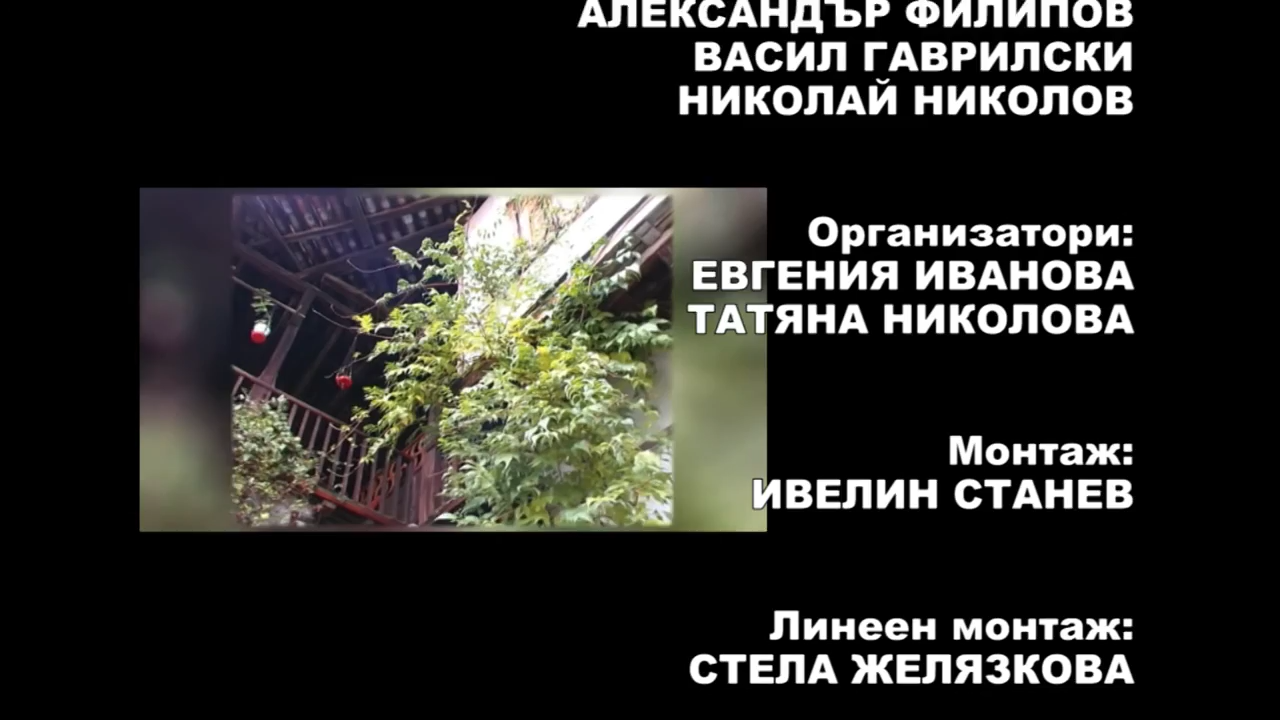 АЛЕКСАНДЪР ФИЛИПОВ
ВАСИЛ ГАВРИЛСКИ
НИКОЛАЙ НИКОЛОВ
Организатори:
ЕВГЕНИЯ ИВАНОВА
ТАТЯНА НИКОЛОВА
Монтаж:
ИВЕЛИН СТАНЕВ
Линеен монтаж:
СТЕЛА ЖЕЛЯЗКОВА